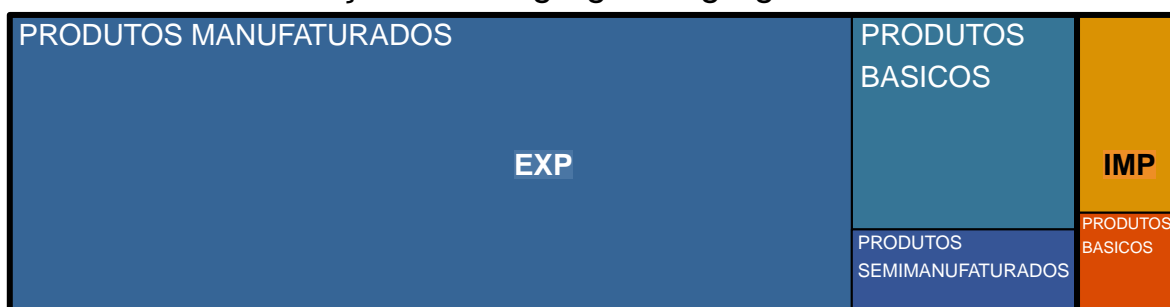 PRODUTOS MANUFATURADOS
EXP
PRODUTOS
BASICOS
PRODUTOS
SEMIMANUFATURADOS
IMP
PRODUTOS
BASICOS